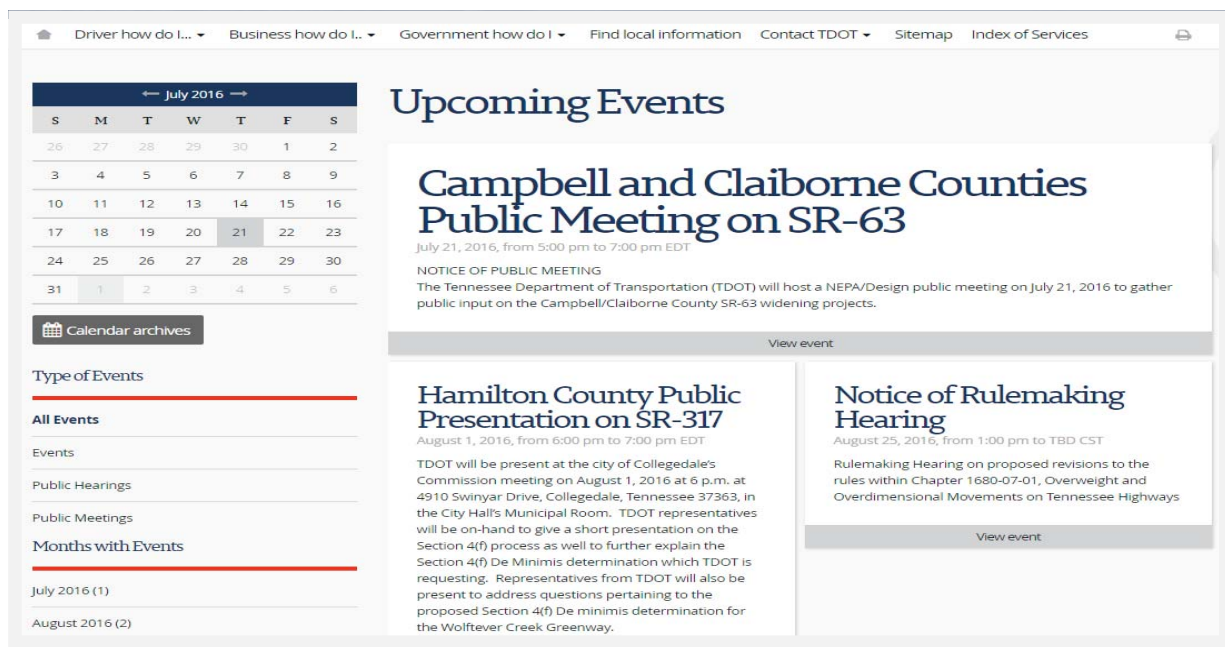 Driver how do I... Business how do I.. Government how do I Find local information Contact TDOT Sitemap Index of Services
← July 2016 →
S M T W T F S
26 27 28 29 30 1 2
3 4 5 6 7 8 9
10 11 12 13 14 15 16
17 18 19 20 21 22 23
24 25 26 27 28 29 30
31 1 2 3 4 5 6
Calendar archives
Type of Events
All Events
Events
Public Hearings
Public Meetings
Months with Events
July 2016 (1)
August 2016 (2)
Upcoming Events
Campbell and Claiborne Counties
Public Meeting on SR-63
July 21, 2016, from 5:00 pm to 7:00 pm EDT
NOTICE OF PUBLIC MEETING
The Tennessee Department of Transportation (TDOT) will host a NEPA/Design public meeting on July 21, 2016 to gather
public input on the Campbell/Claiborne County SR-63 widening projects.
View event
Hamilton County Public
Presentation on SR-317
August 1, 2016, from 6:00 pm to 7:00 pm EDT
TDOT will be present at the city of Collegedale's
Commission meeting on August 1, 2016 at 6 p.m. at
4910 Swinyar Drive, Collegedale, Tennessee 37363, in
the City Hall's Municipal Room. TDOT representatives
will be on-hand to give a short presentation on the
Section 4(f) process as well to further explain the
Section 4(f) De Minimis determination which TDOT is
requesting. Representatives from TDOT will also be
present to address questions pertaining to the
proposed Section 4(f) De minimis determination for
the Wolftever Creek Greenway.
Notice of Rulemaking
Hearing
August 25, 2016, from 1:00 pm to TBD CST
Rulemaking Hearing on proposed revisions to the
rules within Chapter 1680-07-01, Overweight and
Overdimensional Movements on Tennessee Highways
View event